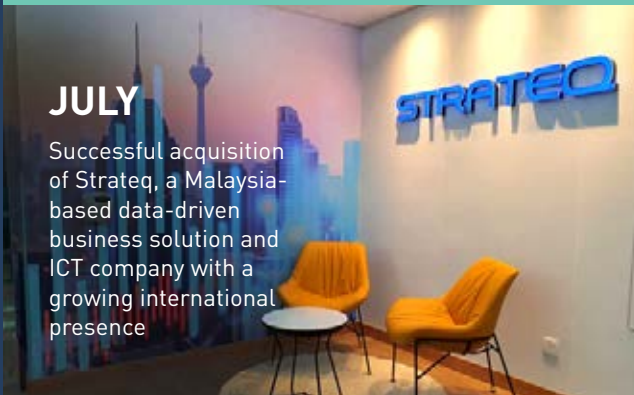 JULY
Successful acquisition
of Strateq, a Malaysia-
based data-driven
business solution and
ICT company with a
growing international
presence
STRATEQ